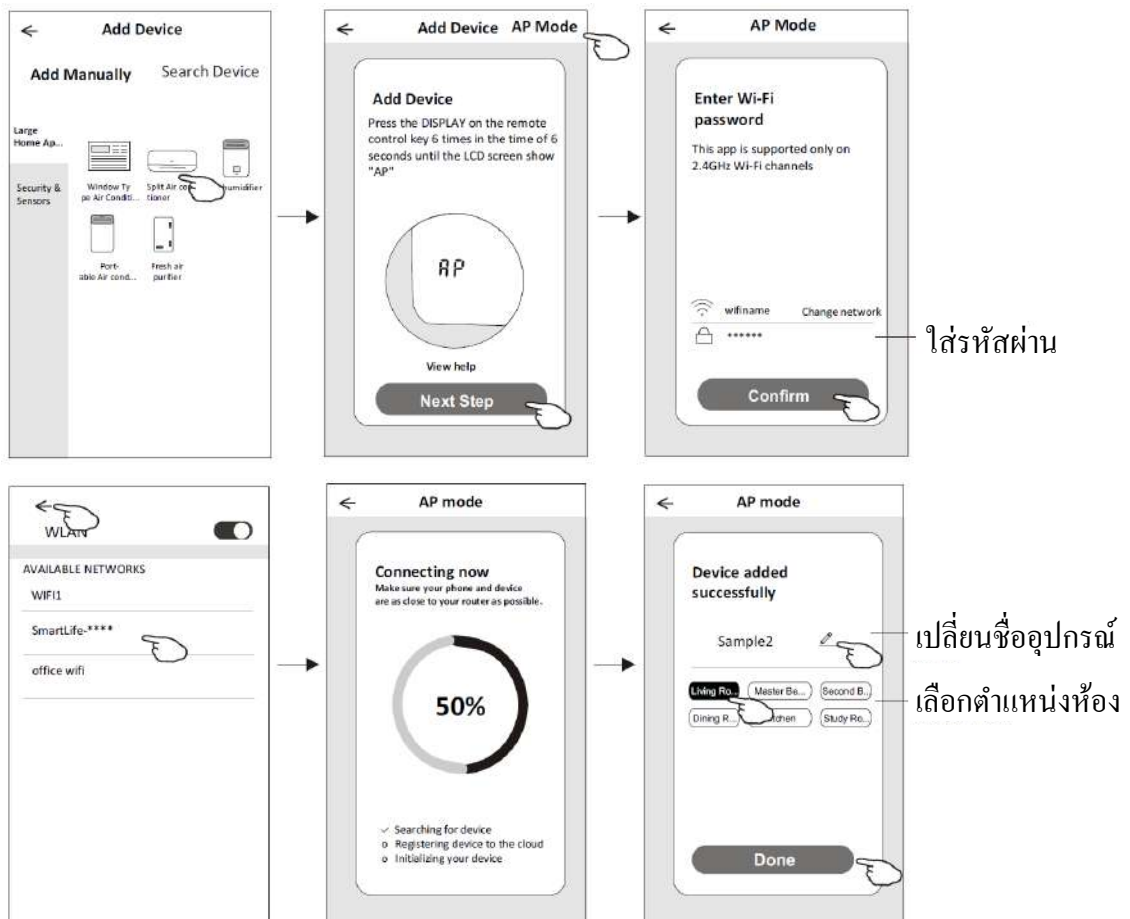 Add Device
Add Manually
Search Device
Large
Home Ap...
Security &
Sensors
Window Ty
pe Air Conditi...
Split Air con
tioner
umidifier
Port-
able Air cond...
Fresh air
purifier
Add Device
AP Mode
Add Device
Press the DISPLAY on the remote
control key 6 times in the time of 6
seconds until the LCD screen show
"AP"
AP
View help
Next Step
AP Mode
Enter Wi-Fi
password
This app is supported only on
2.4GHz Wi-Fi channels
wifiname
Change network
******
Confirm
ใส่รหัสผ่าน
WLAN
AVAILABLE NETWORKS
WIFI1
SmartLife-****
office wifi
AP mode
Connecting now
Make sure your phone and device
are as close to your router as possible.
50%
Searching for device
Registering device to the cloud
Initializing your device
AP mode
Device added
successfully
Sample2
เปลี่ยนชื่ออุปกรณ์
Living Ro...
Master Be...
Second B...
เลือกตำแหน่งห้อง
Dining R...
tchen
Study Ro...
Done